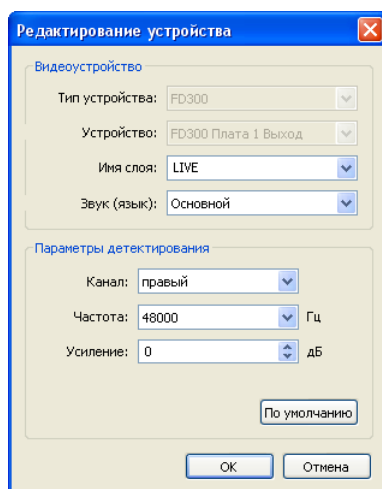 Редактирование устройства
Видеоустройство
Тип устройства: FD300
Устройство: FD300 Плата 1 Выход
Имя слоя: LIVE
Звук (язык): Основной
Параметры детектирования
Канал: правый
Частота: 48000 Гц
Усиление: 0 дБ
По умолчанию
OK Отмена